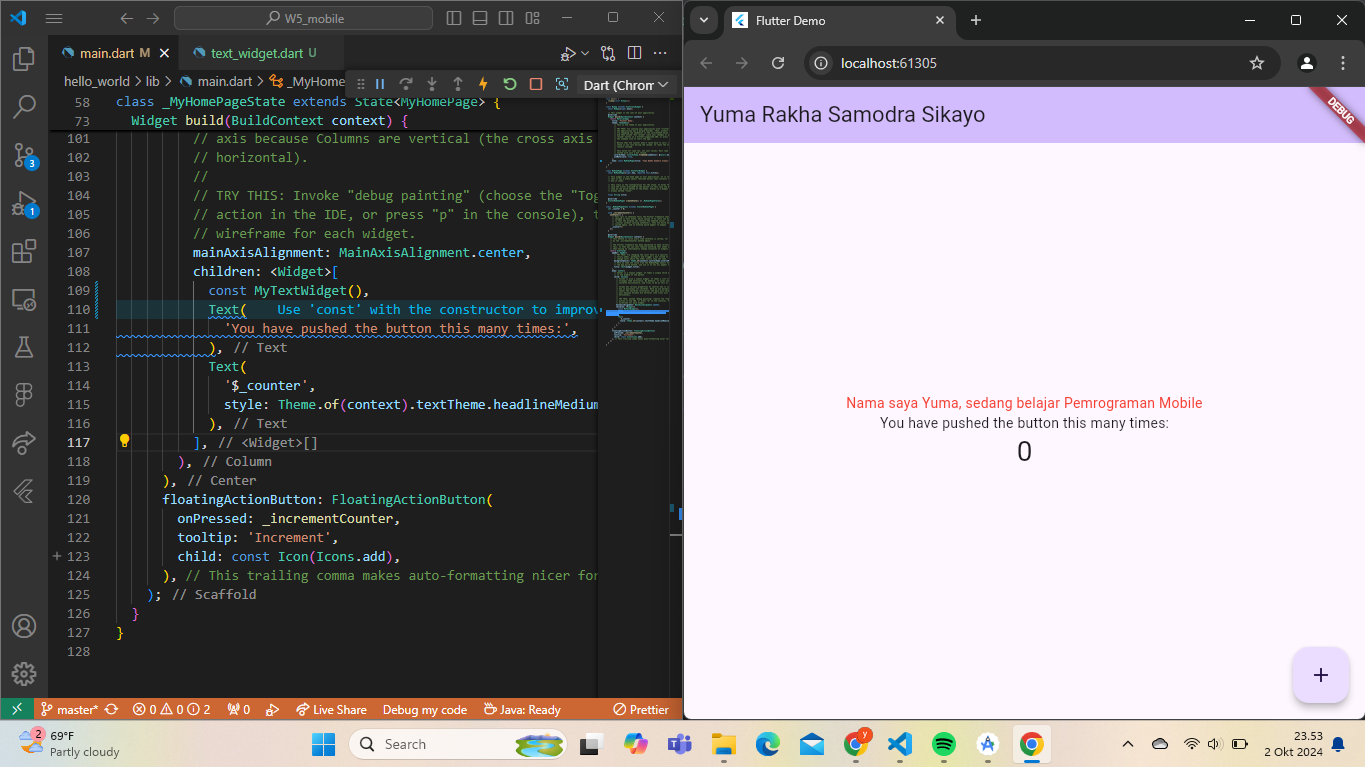 W5_mobile
main.dart M
text_widget.dart U
hello_world > lib > main.dart > _MyHome
Dart (Chrom
58 class _MyHomePageState extends State<MyHomePage> {
73 Widget build(BuildContext context) {
101 // axis because Columns are vertical (the cross axis
102 // horizontal).
103 //
104 // TRY THIS: Invoke "debug painting" (choose the "Tog
105 // action in the IDE, or press "p" in the console), t
106 // wireframe for each widget.
107 mainAxisAlignment: MainAxisAlignment.center,
108 children: <Widget>[
109 const MyTextWidget(),
110 Text( Use 'const' with the constructor to improv
111 'You have pushed the button this many times:',
112 ), // Text
113 Text(
114 '$_counter',
115 style: Theme.of(context).textTheme.headlineMedium
116 ), // Text
117 ], // <Widget>[]
118 ), // Column
119 ), // Center
120 floatingActionButton: FloatingActionButton(
121 onPressed: _incrementCounter,
122 tooltip: 'Increment',
123 child: const Icon(Icons.add),
124 ), // This trailing comma makes auto-formatting nicer for
125 ); // Scaffold
126 }
127 }
128
3
1
master*
0 0 2
0
Live Share
Debug my code
Java: Ready
Prettier
Flutter Demo
localhost:61305
Yuma Rakha Samodra Sikayo
DEBUG
Nama saya Yuma, sedang belajar Pemrograman Mobile
You have pushed the button this many times:
0
+
2
69°F
Partly cloudy
Search
y
23.53
2 Okt 2024